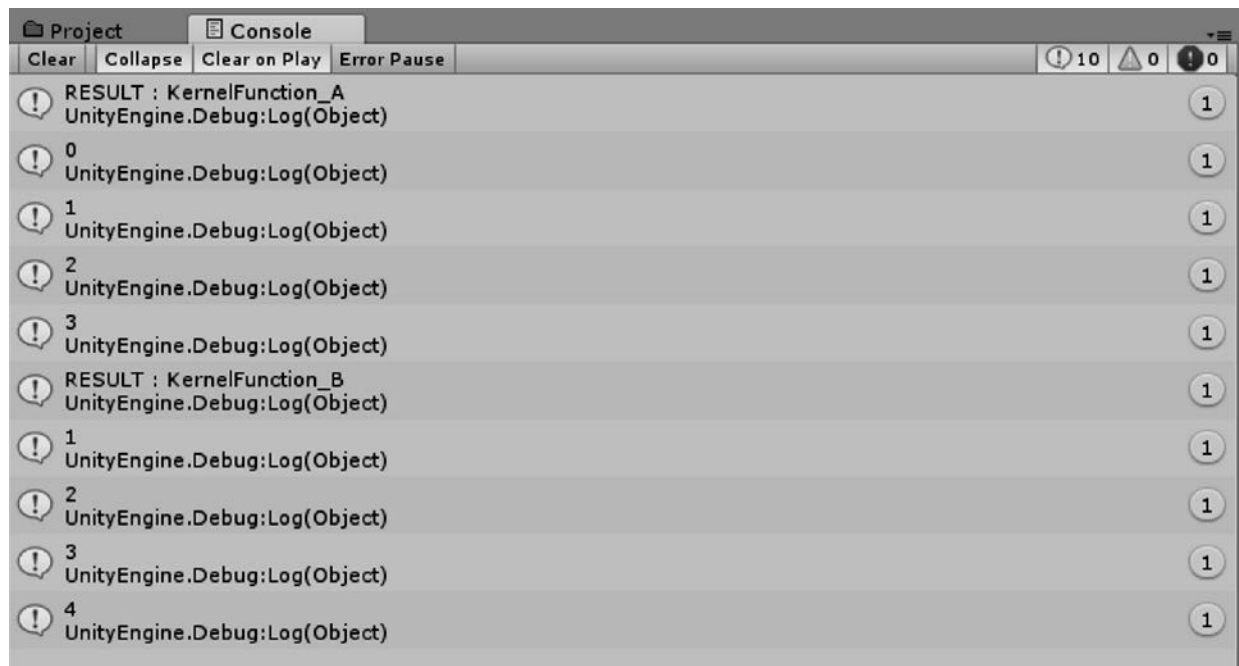 Project Console
Clear Collapse Clear on Play Error Pause 10 0 0
RESULT : KernelFunction_A
UnityEngine.Debug:Log(Object)
1
0
UnityEngine.Debug:Log(Object)
1
1
UnityEngine.Debug:Log(Object)
1
2
UnityEngine.Debug:Log(Object)
1
3
UnityEngine.Debug:Log(Object)
1
RESULT : KernelFunction_B
UnityEngine.Debug:Log(Object)
1
1
UnityEngine.Debug:Log(Object)
1
2
UnityEngine.Debug:Log(Object)
1
3
UnityEngine.Debug:Log(Object)
1
4
UnityEngine.Debug:Log(Object)
1